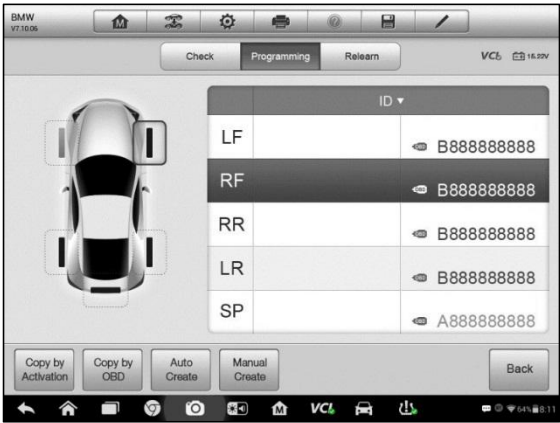 BMW
V7.10.06
Check
Programming
Relearn
VCI
16.22V
ID ▼
LF
B888888888
RF
B888888888
RR
B888888888
LR
B888888888
SP
A888888888
Copy by
Activation
Copy by
OBD
Auto
Create
Manual
Create
Back
VCI
64% 8:11